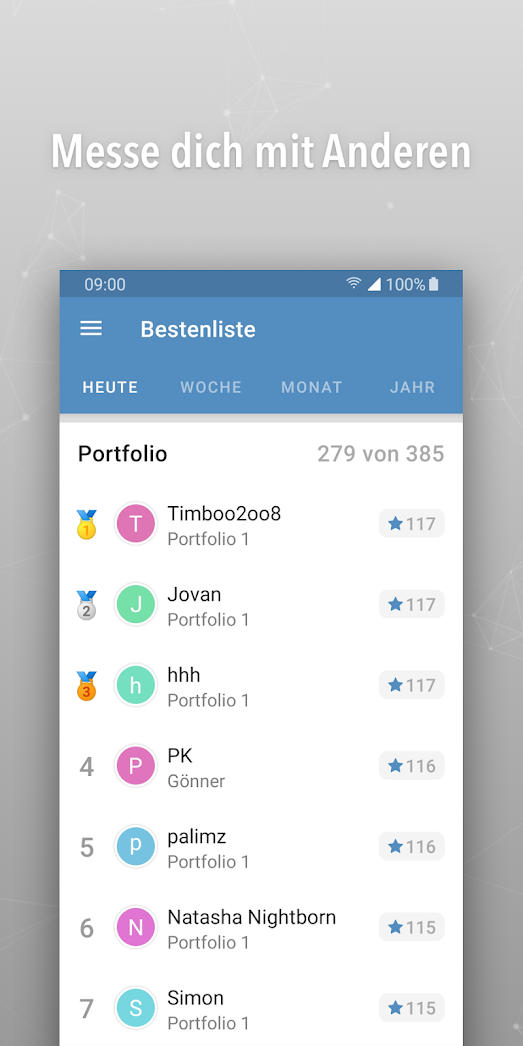 Messe dich mit Anderen
09:00 100%
Bestenliste
HEUTE WOCHE MONAT JAHR
Portfolio 279 von 385
1 T Timboo2oo8 117
Portfolio 1
2 J Jovan 117
Portfolio 1
3 h hhh 117
Portfolio 1
4 P PK 116
Gönner
5 p palimz 116
Portfolio 1
6 N Natasha Nightborn 115
Portfolio 1
7 S Simon 115
Portfolio 1